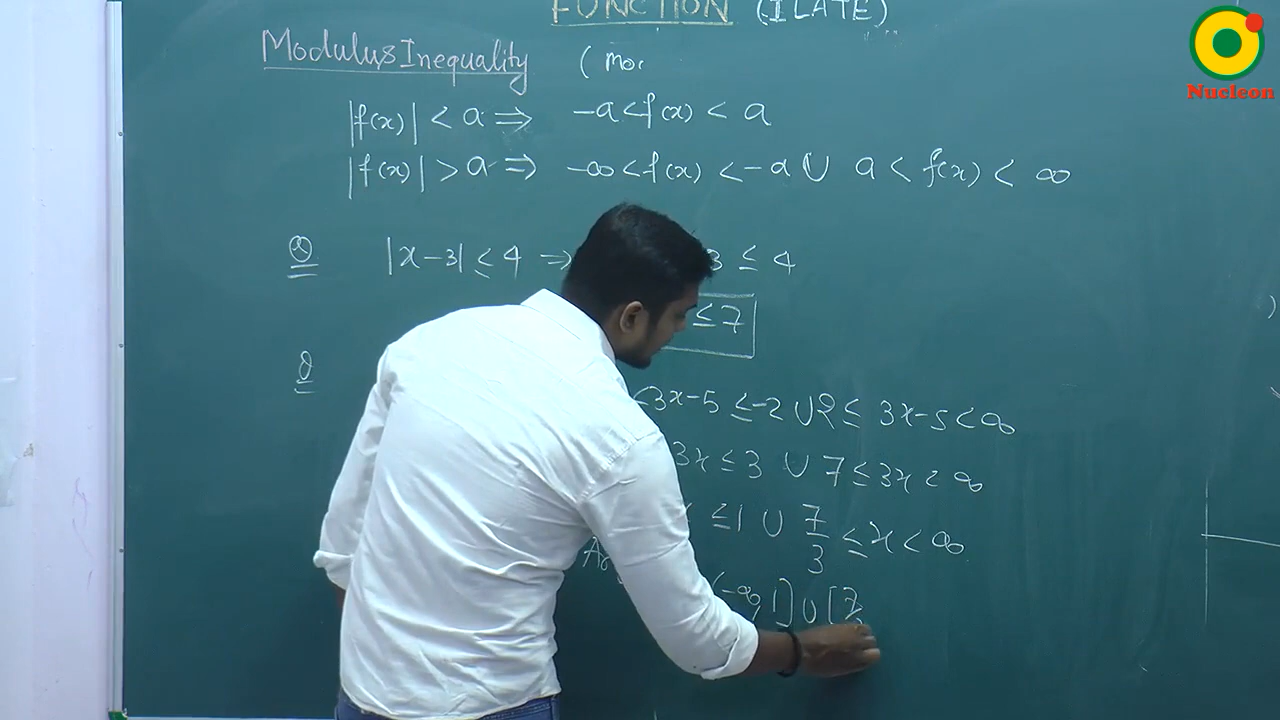 FUNCTION (ILATE)
Nucleon
Modulus Inequality (mo
|f(x)| < a ⇒ -a < f(x) < a
|f(x)| > a ⇒ -∞ < f(x) < -a ∪ a < f(x) < ∞
Q |x-3| ≤ 4 ⇒ 3 ≤ 4
≤ 7
Q
<3x-5 ≤ -2 ∪ 2 ≤ 3x-5 < ∞
3x ≤ 3 ∪ 7 ≤ 3x < ∞
≤ 1 ∪ 7/3 ≤ x < ∞
(-∞, 1] ∪ [7